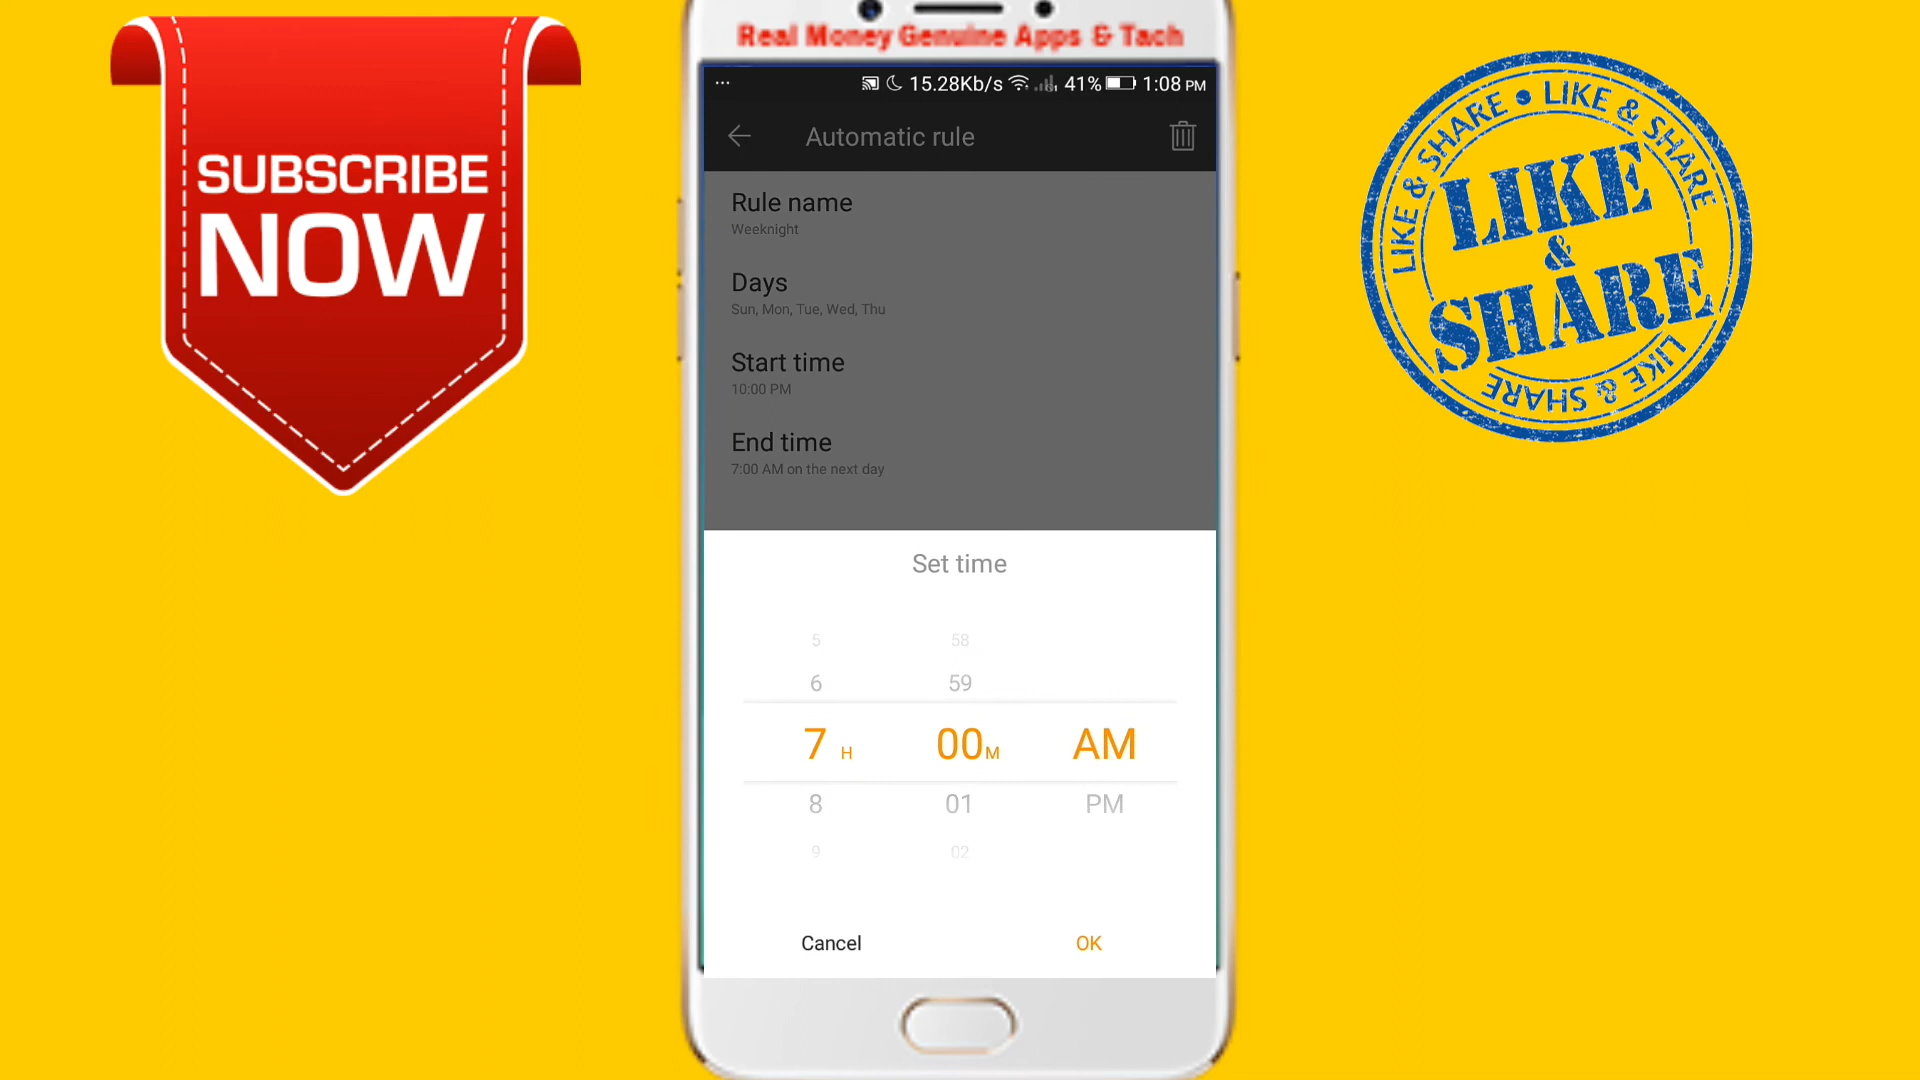 SUBSCRIBE
NOW
Real Money Genuine Apps & Tach
... 15.28Kb/s 41% 1:08 PM
Automatic rule
Rule name
Weeknight
Days
Sun, Mon, Tue, Wed, Thu
Start time
10:00 PM
End time
7:00 AM on the next day
Set time
5 58
6 59
7 H 00 M AM
8 01 PM
9 02
Cancel OK
LIKE & SHARE • LIKE & SHARE
LIKE
&
SHARE
LIKE & SHARE